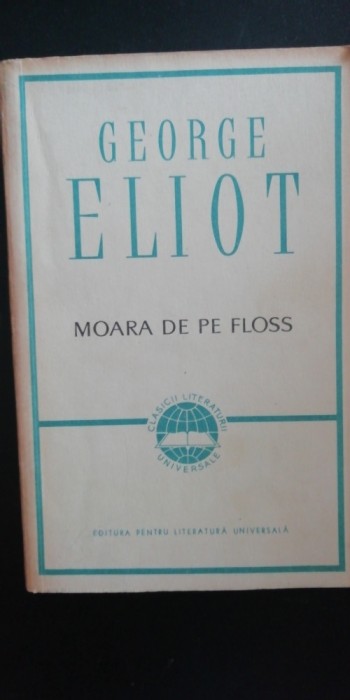 GEORGE
ELIOT
MOARA DE PE FLOSS
CLASICII LITERATURII
UNIVERSALE
EDITURA PENTRU LITERATURĂ UNIVERSALĂ